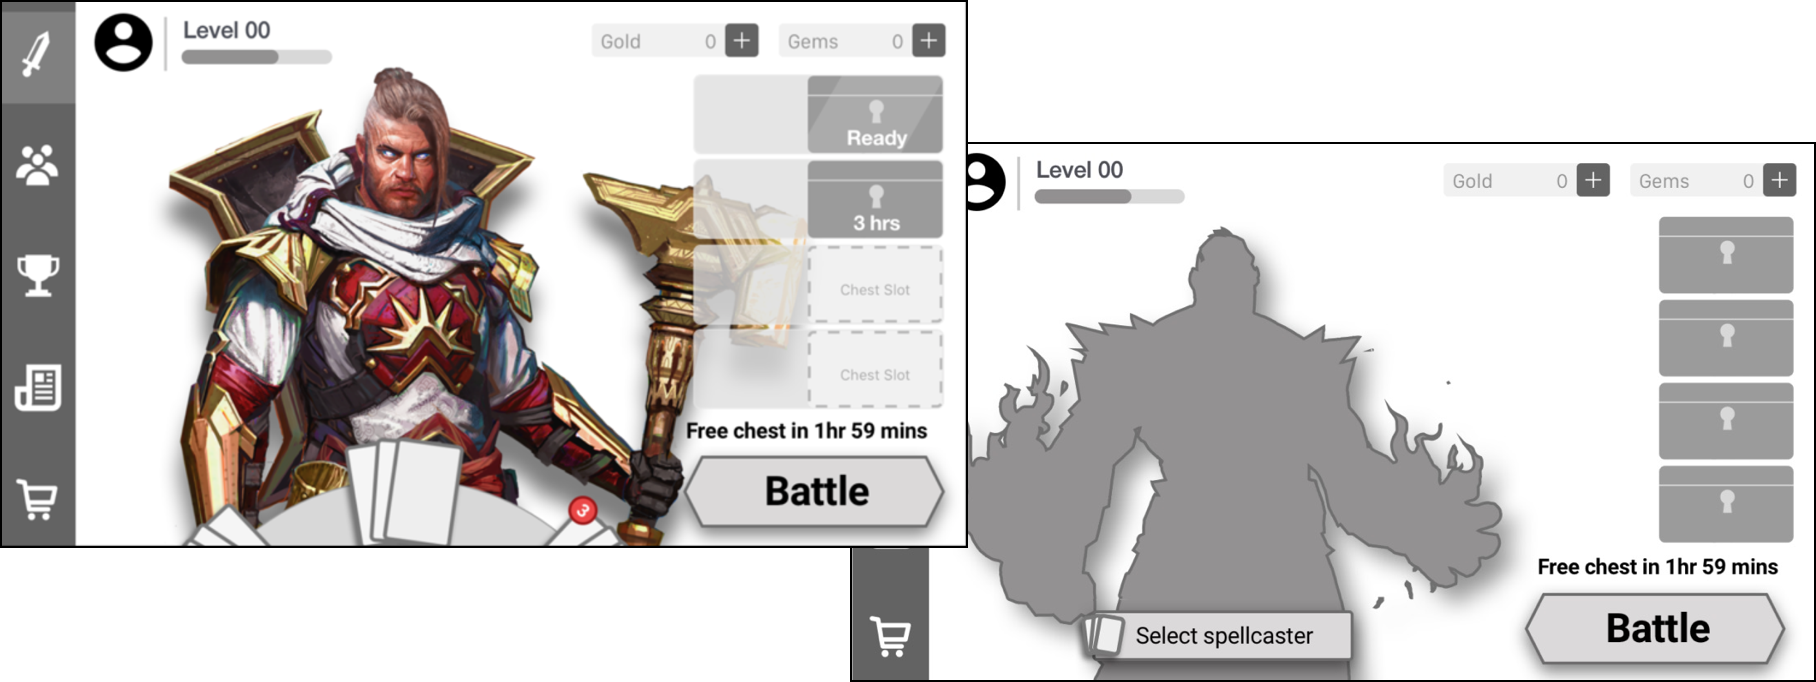 Level 00
Gold 0 +
Gems 0 +
Ready
3 hrs
Chest Slot
Chest Slot
Free chest in 1hr 59 mins
Battle
3
Level 00
Gold 0 +
Gems 0 +
Free chest in 1hr 59 mins
Battle
Select spellcaster